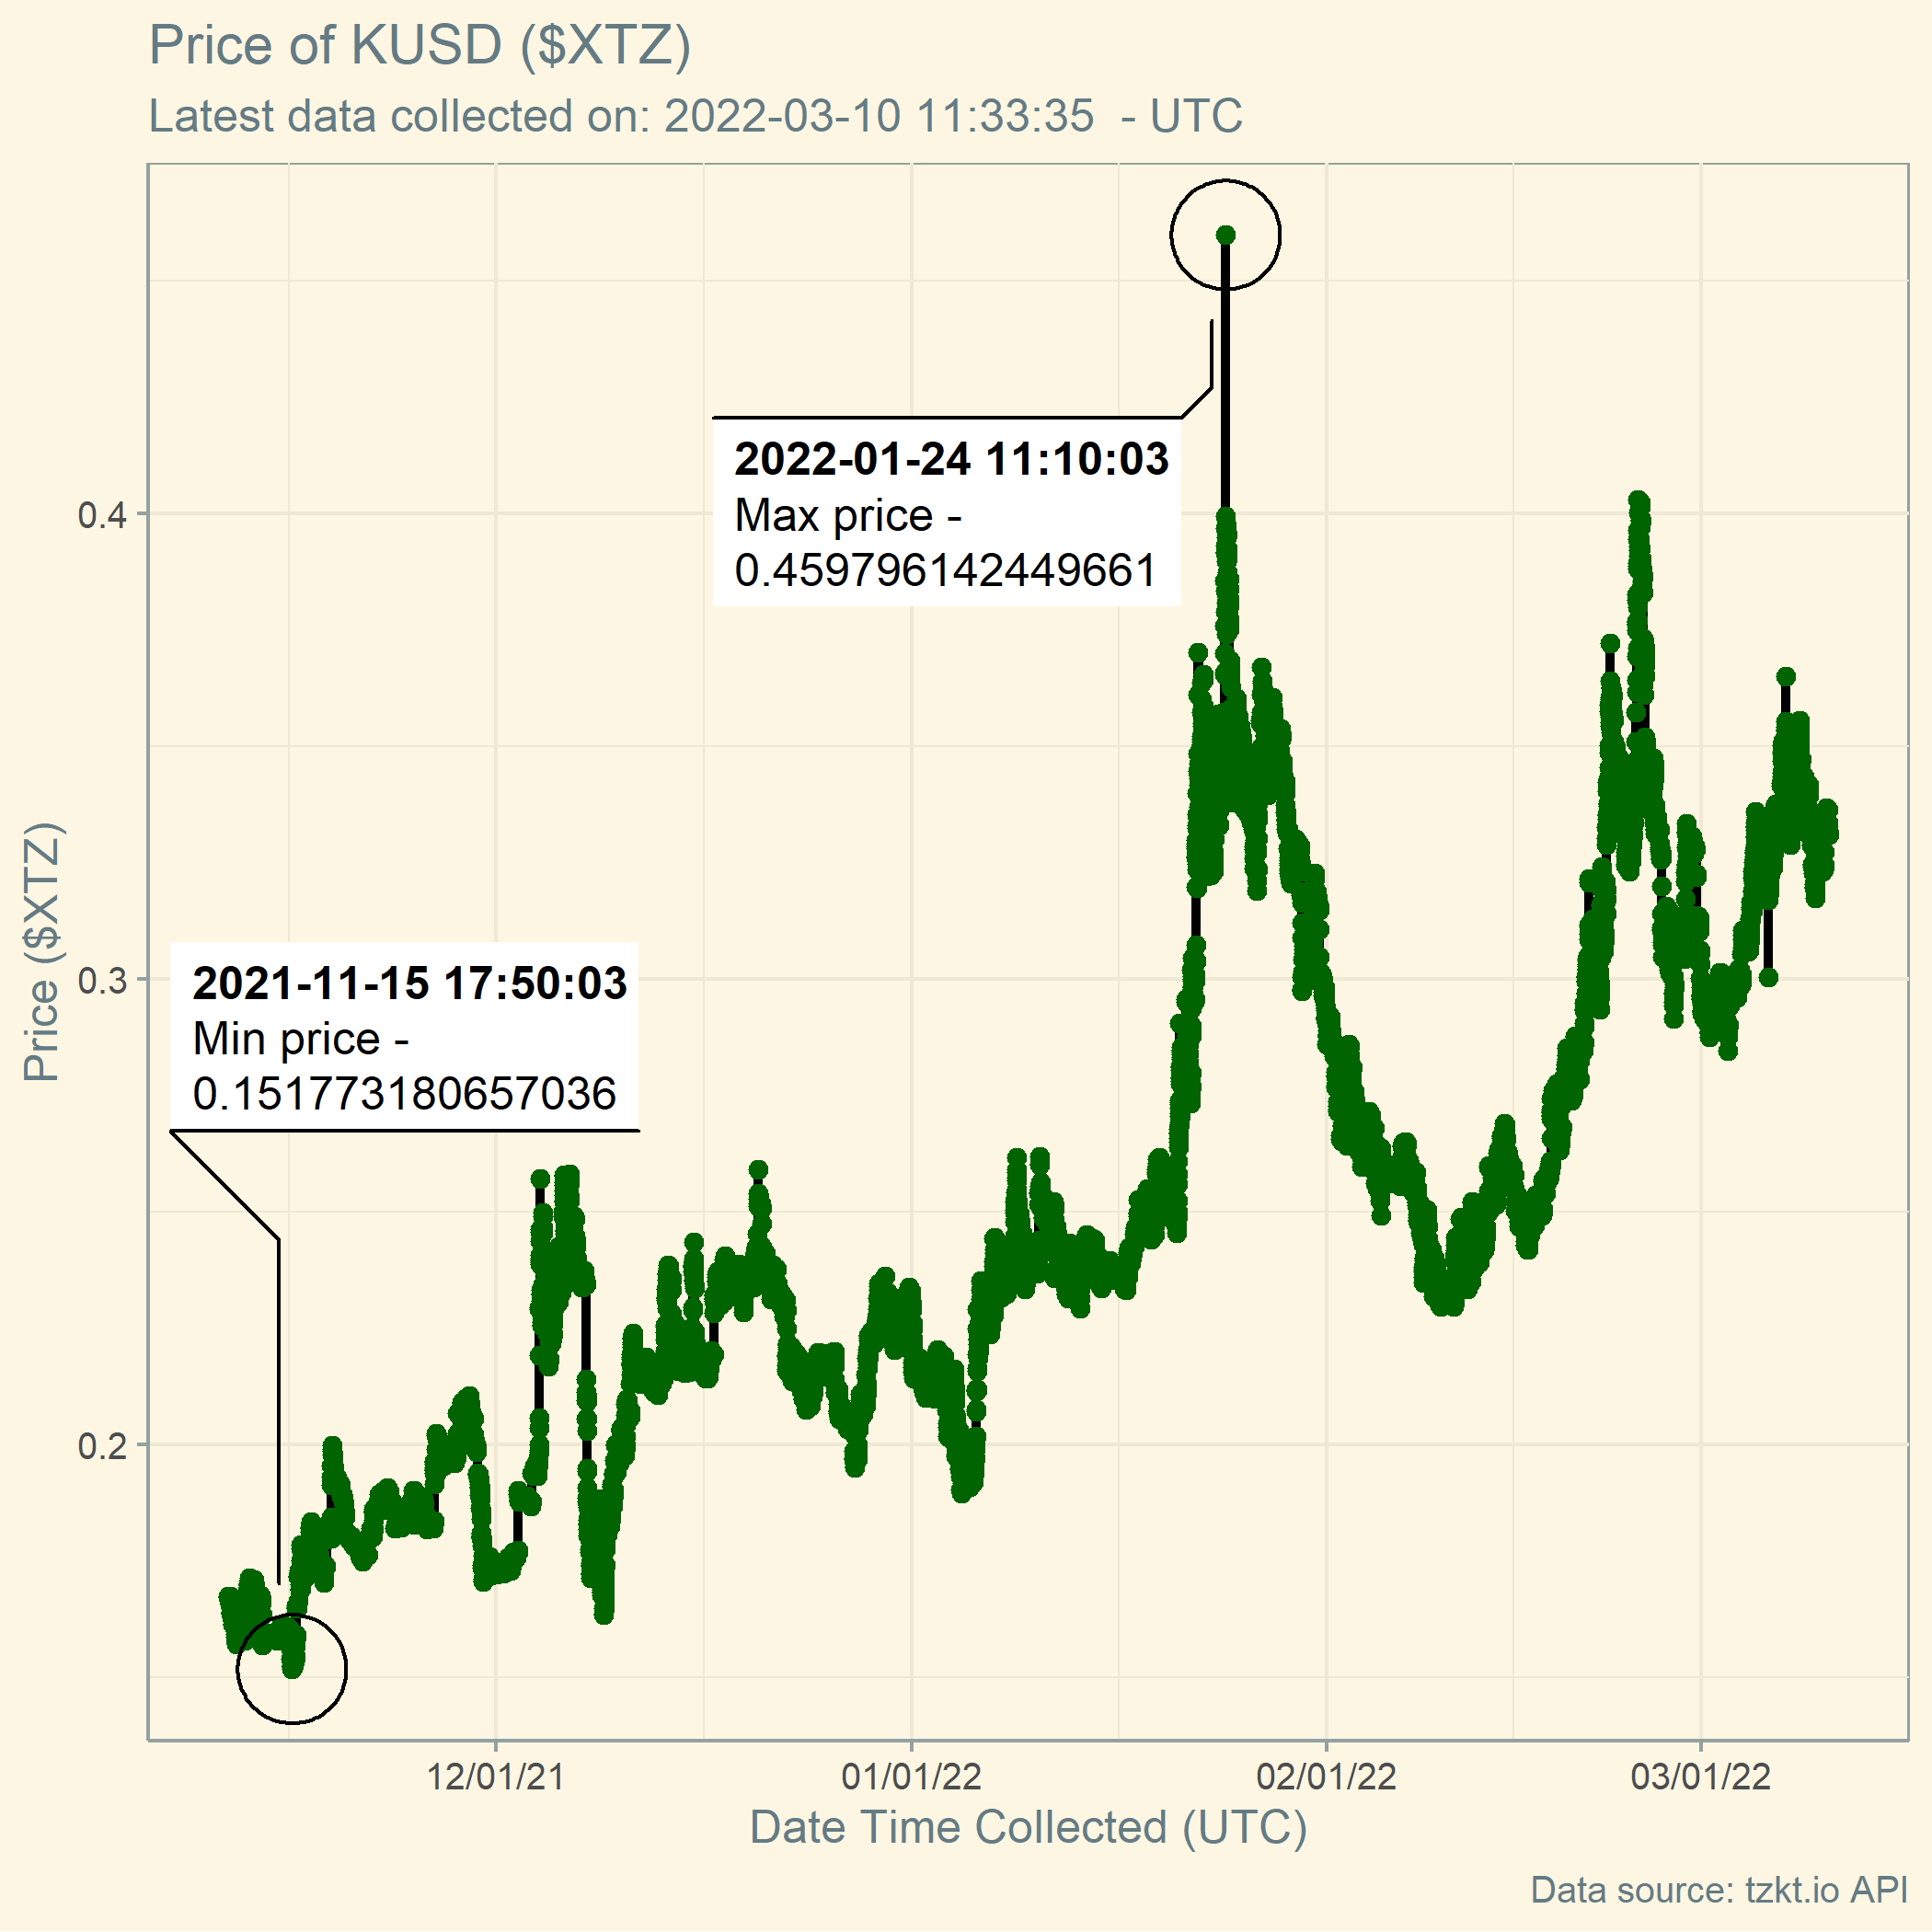 Price of KUSD ($XTZ)
Latest data collected on: 2022-03-10 11:33:35  - UTC
2022-01-24 11:10:03
Max price -
0.459796142449661
2021-11-15 17:50:03
Min price -
0.151773180657036
Price ($XTZ)
0.4
0.3
0.2
12/01/21
01/01/22
02/01/22
03/01/22
Date Time Collected (UTC)
Data source: tzkt.io API